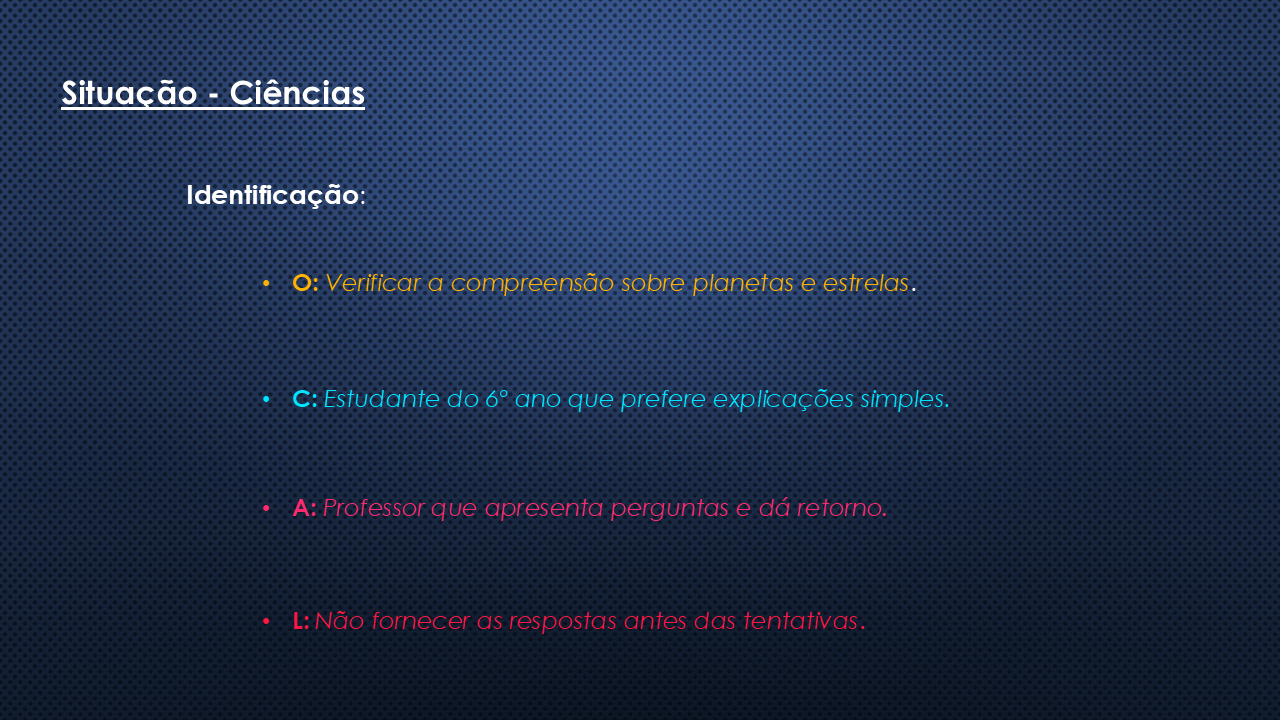 Situação - Ciências
Identificação:
• O: Verificar a compreensão sobre planetas e estrelas.
• C: Estudante do 6º ano que prefere explicações simples.
• A: Professor que apresenta perguntas e dá retorno.
• L: Não fornecer as respostas antes das tentativas.